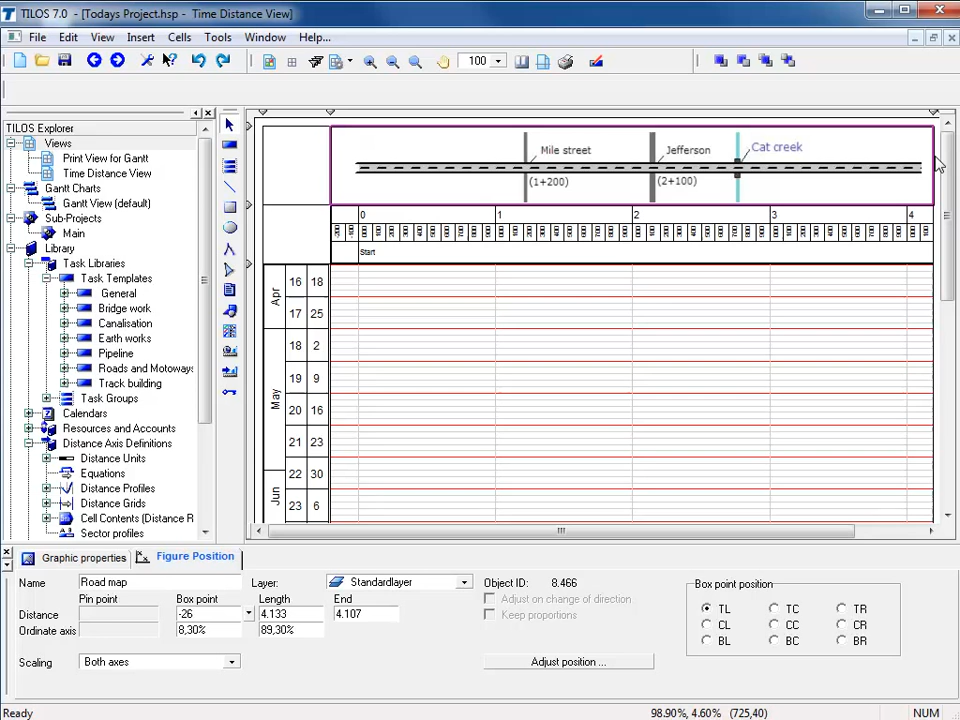 TILOS 7.0 - [Todays Project.hsp - Time Distance View]
File Edit View Insert Cells Tools Window Help...
100
TILOS Explorer
Views
Print View for Gantt
Time Distance View
Gantt Charts
Gantt View (default)
Sub-Projects
Main
Library
Task Libraries
Task Templates
General
Bridge work
Canalisation
Earth works
Pipeline
Roads and Motorways
Track building
Task Groups
Calendars
Resources and Accounts
Distance Axis Definitions
Distance Units
Equations
Distance Profiles
Distance Grids
Cell Contents (Distance R
Sector profiles
Mile street Jefferson Cat creek
(1+200) (2+100)
0 1 2 3 4
Start
Apr 16 18
17 25
May 18 2
19 9
20 16
21 23
Jun 22 30
23 6
Graphic properties Figure Position
Name Road map Layer: Standardlayer Object ID: 8.466 Box point position
Pin point Box point Length End Adjust on change of direction.
Distance -26 4.133 4.107 Keep proportions
Ordinate axis 8,30% 89,30%
TL TC TR
CL CC CR
BL BC BR
Scaling Both axes Adjust position ...
Ready 98.90%, 4.60% (725,40) NUM